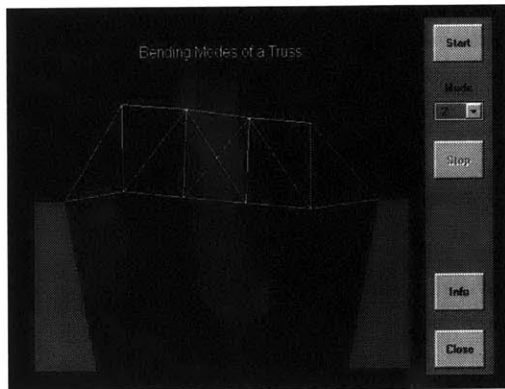 Bending Modes of a Truss
Start
Mode
2
Stop
Info
Close